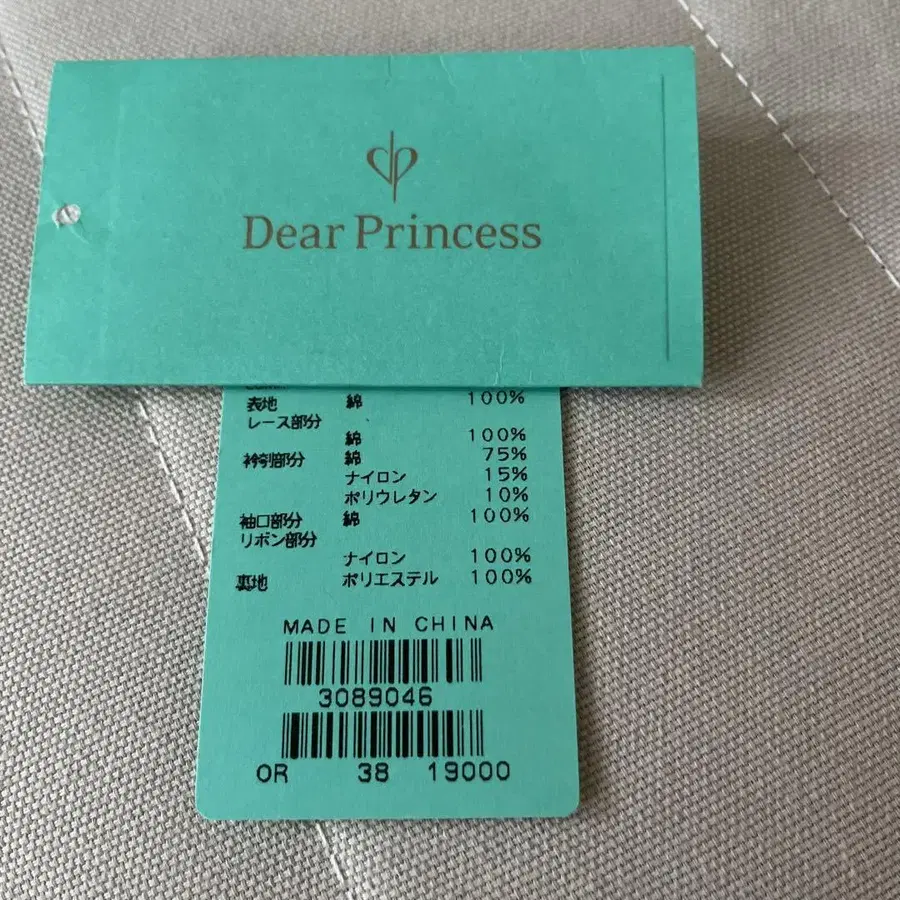 dp
Dear Princess
表地 綿 100%
レース部分
綿 100%
衿刳部分 綿 75%
ナイロン 15%
ポリウレタン 10%
袖口部分 綿 100%
リボン部分
ナイロン 100%
裏地 ポリエステル 100%
MADE IN CHINA
3089046
OR 38 19000